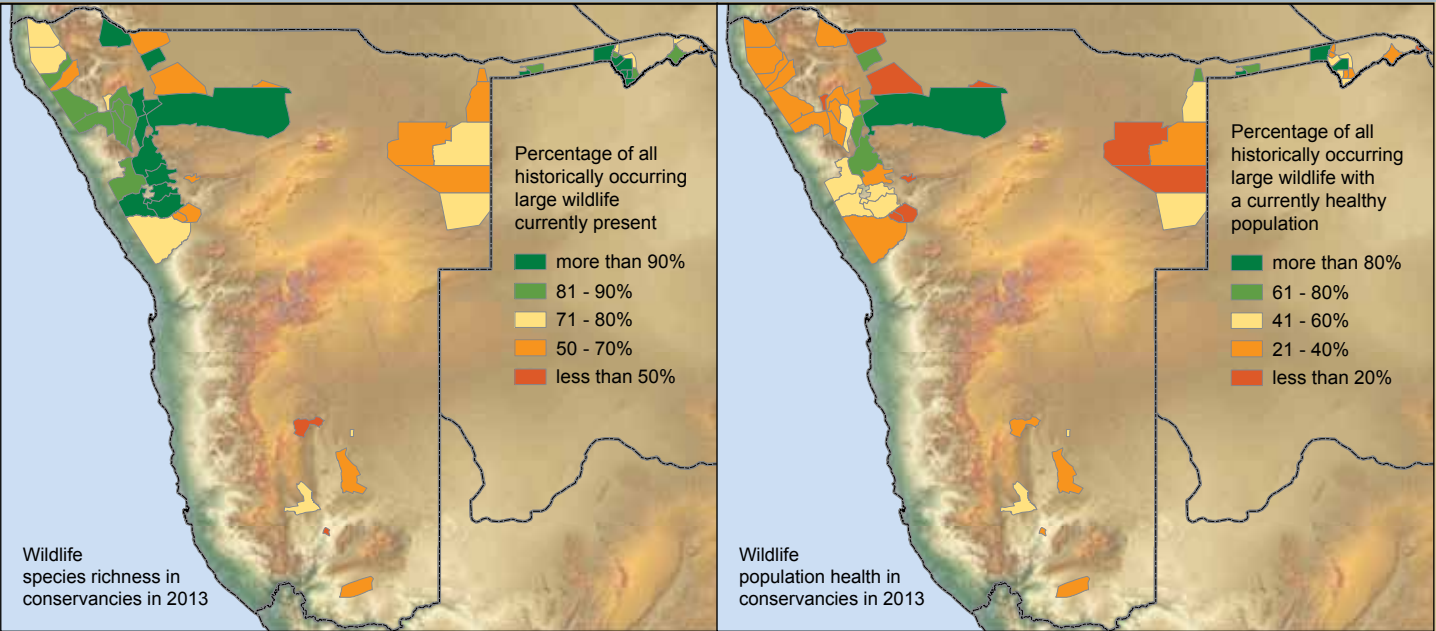 Percentage of all
historically occurring
large wildlife
currently present
more than 90%
81 - 90%
71 - 80%
50 - 70%
less than 50%
Wildlife
species richness in
conservancies in 2013
Percentage of all
historically occurring
large wildlife with
a currently healthy
population
more than 80%
61 - 80%
41 - 60%
21 - 40%
less than 20%
Wildlife
population health in
conservancies in 2013